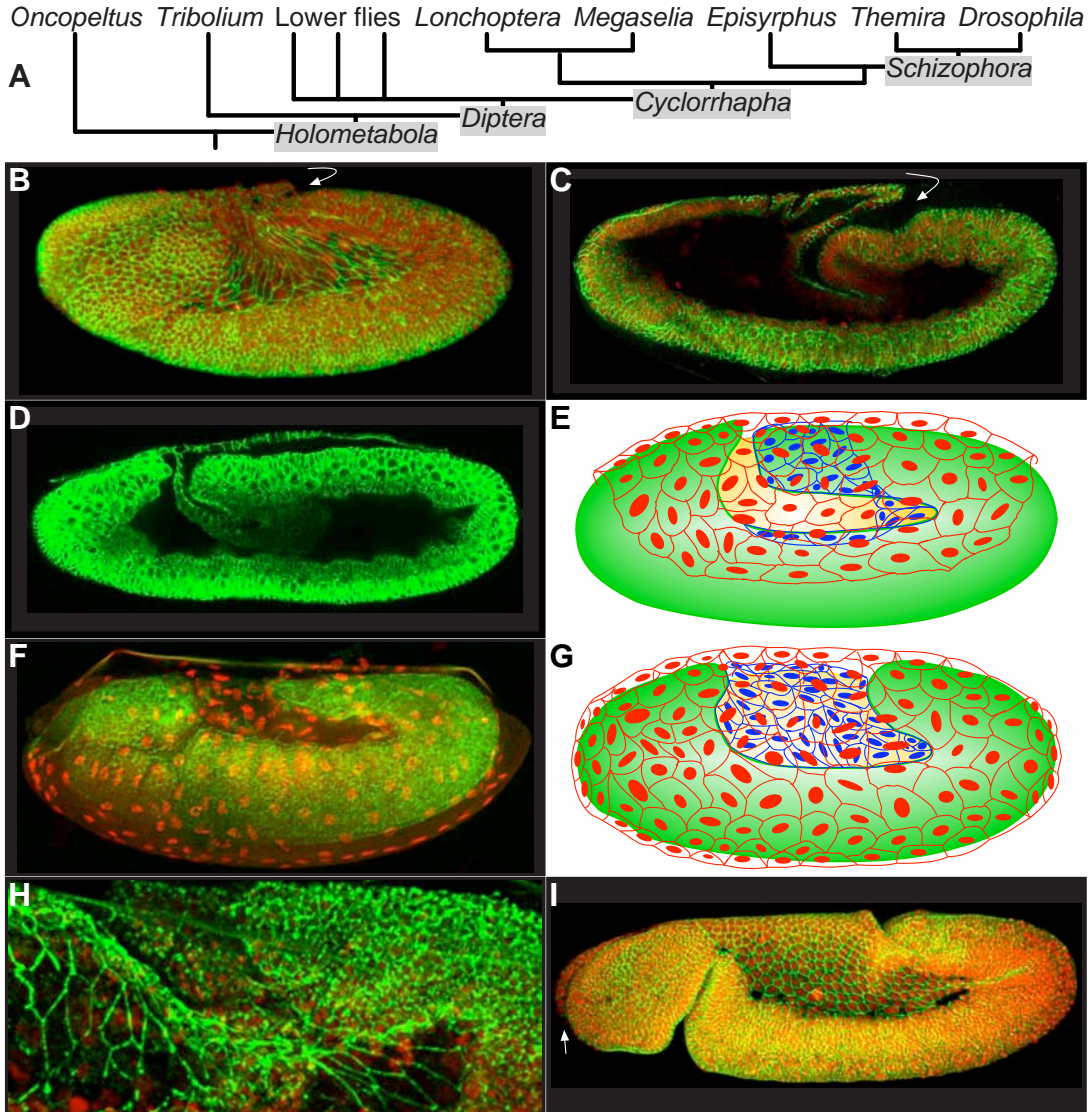 Oncopeltus Tribolium Lower flies Lonchoptera Megaselia Episyrphus Themira Drosophila
A
Schizophora
Cyclorrhapha
Diptera
Holometabola
B C
D E
F G
H I